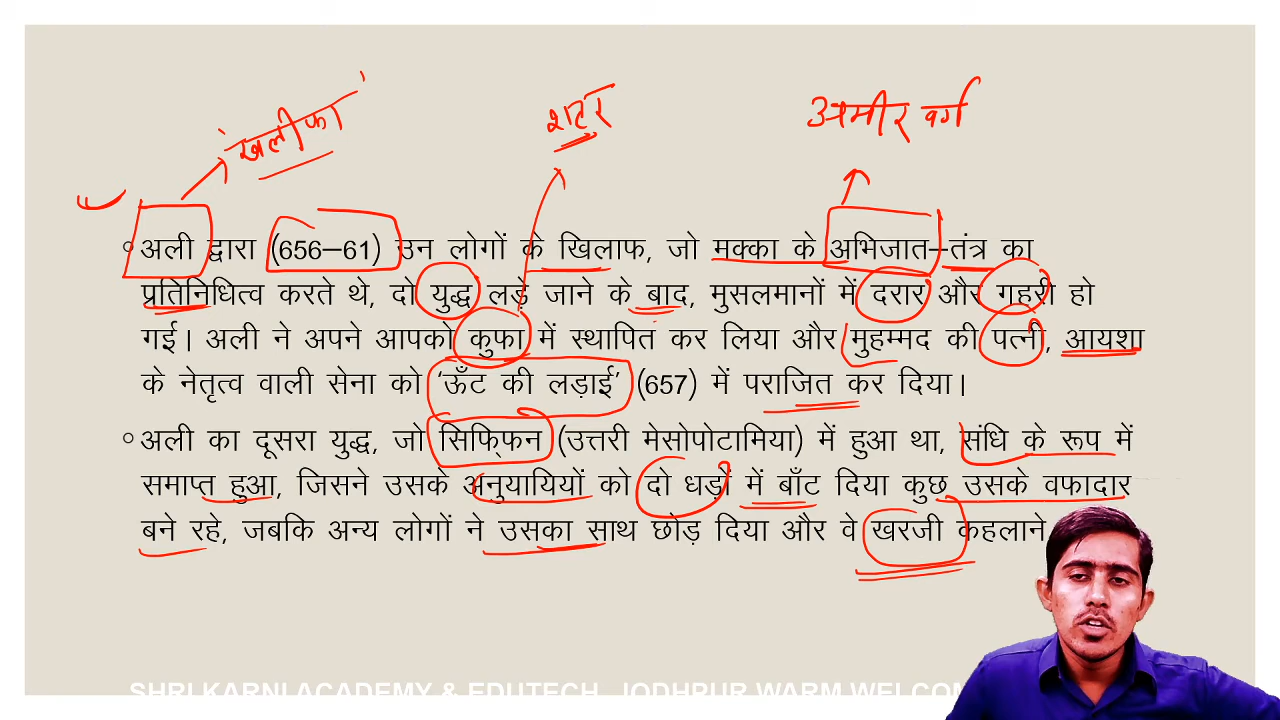 खलीफा
शहर
अमीर वर्ग
अली द्वारा (656–61) उन लोगों के खिलाफ, जो मक्का के अभिजात–तंत्र का
प्रतिनिधित्व करते थे, दो युद्ध लड़े जाने के बाद, मुसलमानों में दरार और गहरी हो
गई। अली ने अपने आपको कुफा में स्थापित कर लिया और मुहम्मद की पत्नी, आयशा
के नेतृत्व वाली सेना को ‘ऊँट की लड़ाई’ (657) में पराजित कर दिया।
अली का दूसरा युद्ध, जो सिफि्फन (उत्तरी मेसोपोटामिया) में हुआ था, संधि के रूप में
समाप्त हुआ, जिसने उसके अनुयायियों को दो धड़ों में बाँट दिया कुछ उसके वफादार
बने रहे, जबकि अन्य लोगों ने उसका साथ छोड़ दिया और वे खरजी कहलाने
SHRI KARNI ACADEMY & EDUTECH, JODHPUR WARM WELCOM